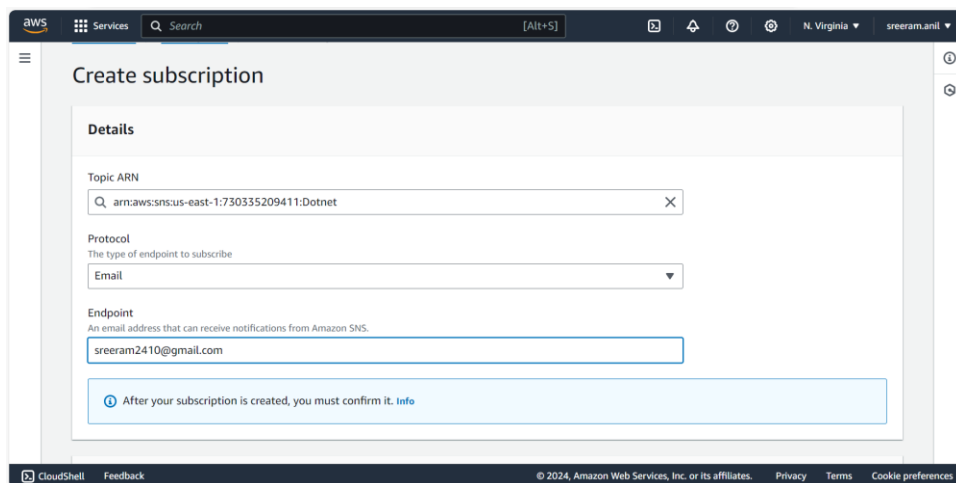 aws Services Search [Alt+S] N. Virginia sreeram.anil
Create subscription
Details
Topic ARN
arn:aws:sns:us-east-1:730335209411:Dotnet
Protocol
The type of endpoint to subscribe
Email
Endpoint
An email address that can receive notifications from Amazon SNS.
sreeram2410@gmail.com
After your subscription is created, you must confirm it. Info
CloudShell Feedback © 2024, Amazon Web Services, Inc. or its affiliates. Privacy Terms Cookie preferences